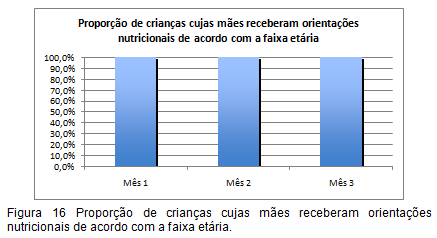 Proporção de crianças cujas mães receberam orientações
nutricionais de acordo com a faixa etária
100,0%
90,0%
80,0%
70,0%
60,0%
50,0%
40,0%
30,0%
20,0%
10,0%
0,0%
Mês 1 Mês 2 Mês 3
Figura 16 Proporção de crianças cujas mães receberam orientações
nutricionais de acordo com a faixa etária.